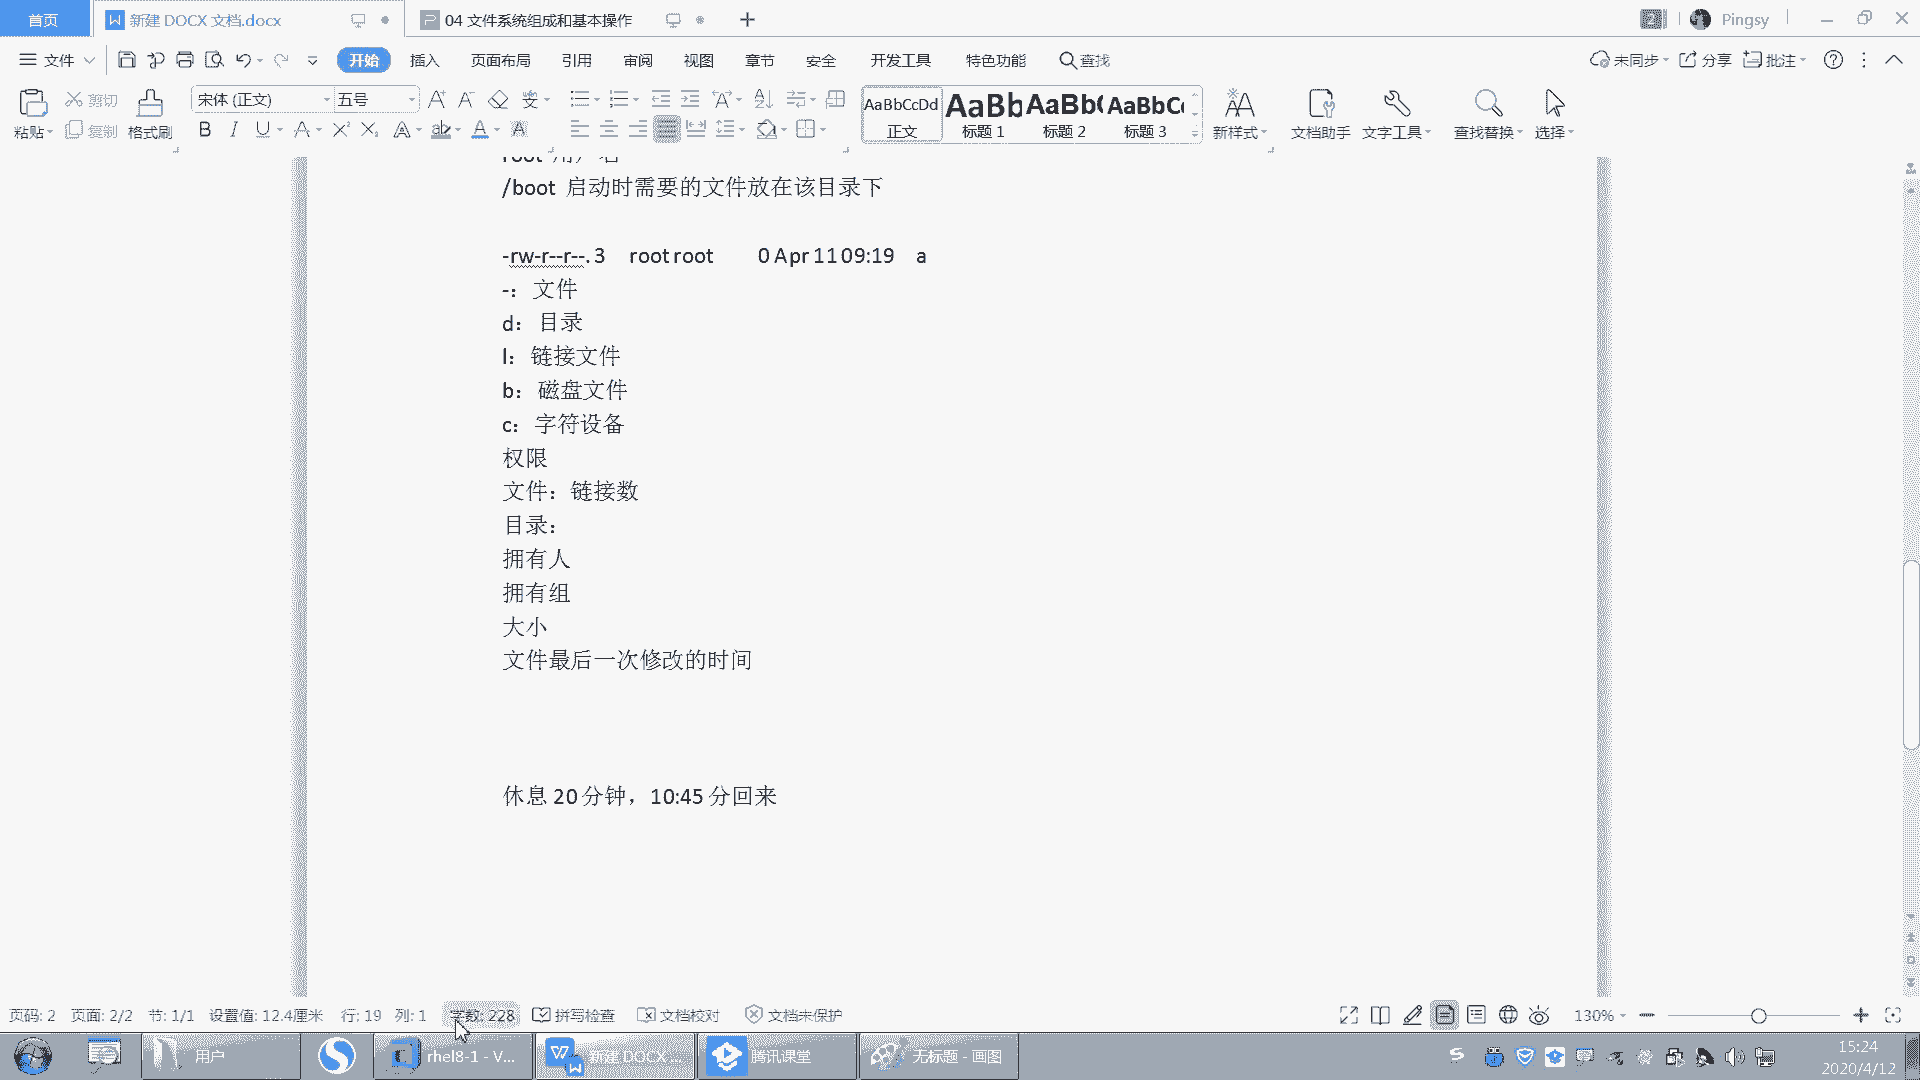 首页
新建 DOCX 文档.docx
04 文件系统组成和基本操作
Pingsy
文件
开始
插入
页面布局
引用
审阅
视图
章节
安全
开发工具
特色功能
查找
未同步
分享
批注
粘贴
剪切
复制
格式刷
宋体 (正文)
五号
AaBbCcDd
正文
标题 1
标题 2
标题 3
新样式
文档助手
文字工具
查找替换
选择
/boot 启动时需要的文件放在该目录下
-rw-r--r--. 3 root root 0 Apr 11 09:19 a
-：文件
d：目录
l：链接文件
b：磁盘文件
c：字符设备
权限
文件：链接数
目录：
拥有人
拥有组
大小
文件最后一次修改的时间
休息 20 分钟，10:45 分回来
页码: 2 页面: 2/2 节: 1/1 设置值: 12.4厘米 行: 19 列: 1 字数: 228 拼写检查 文档校对 文档未保护
130%
用户
rhel8-1 - V...
新建 DOCX ...
腾讯课堂
无标题 - 画图
15:24
2020/4/12